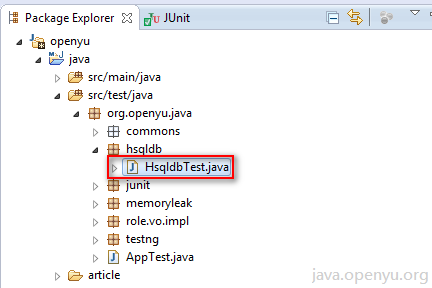 Package Explorer JUnit
openyu
java
src/main/java
src/test/java
org.openyu.java
commons
hsqldb
HsqldbTest.java
junit
memoryleak
role.vo.impl
testng
AppTest.java
article
java.openyu.org